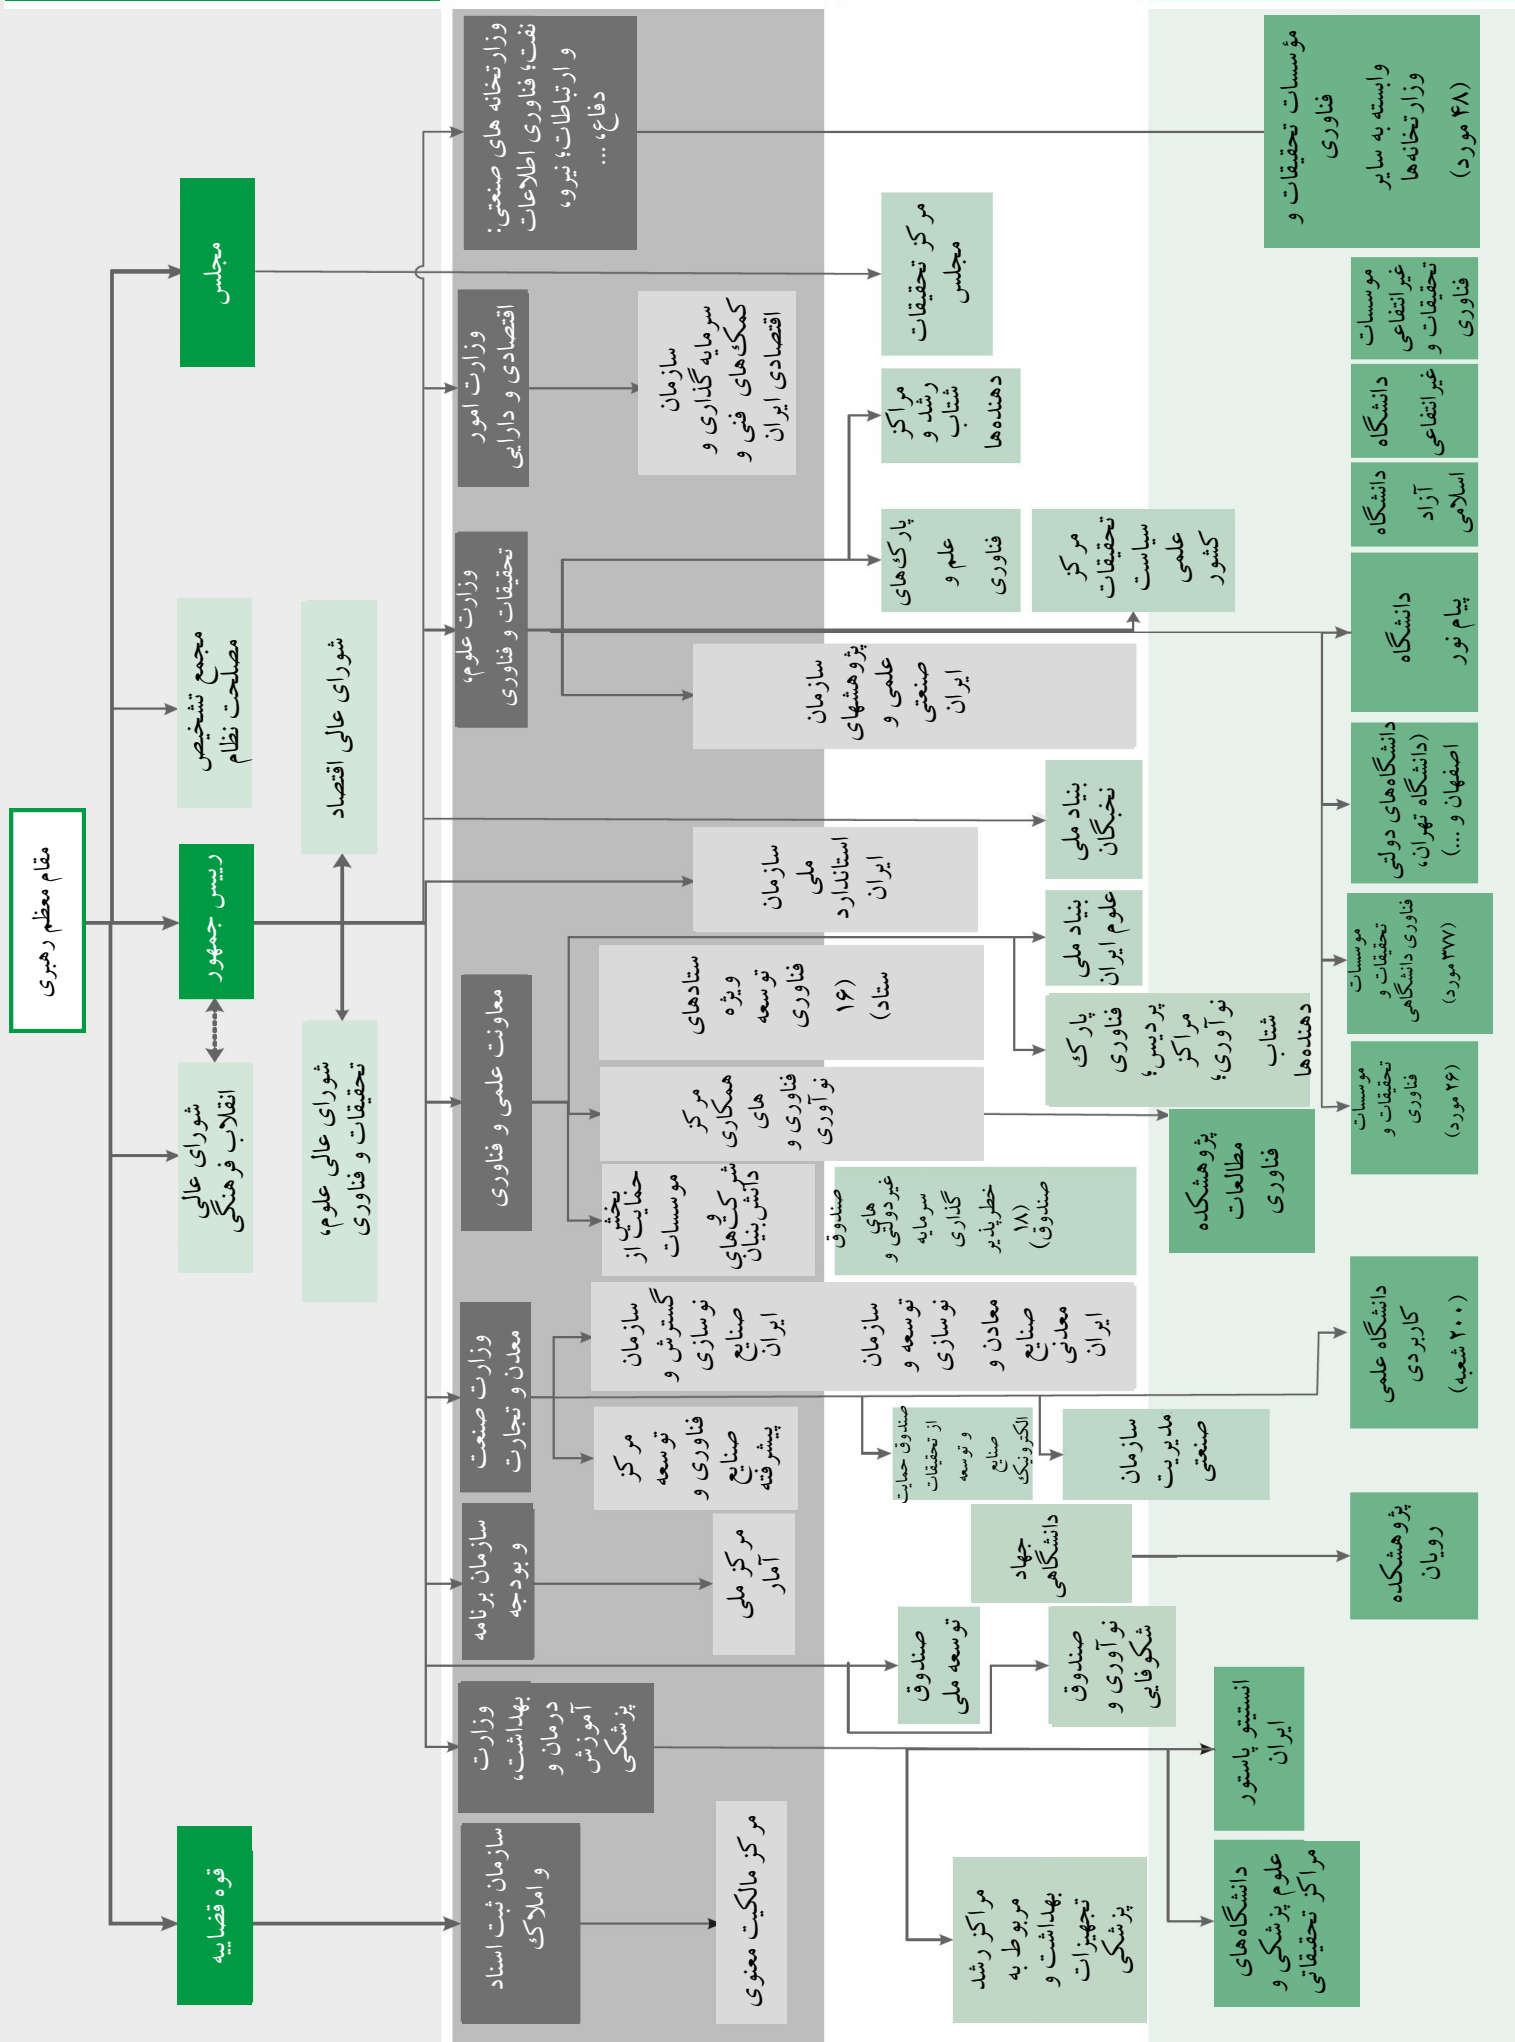 مقام معظم رهبری
مجلس
مجمع تشخیص
مصلحت نظام
رییس جمهور
شورای عالی
انقلاب فرهنگی
قوه قضاییه
شورای عالی اقتصاد
شورای عالی علوم،
تحقیقات و فناوری
وزارتخانه های صنعتی:
نفت؛ فناوری اطلاعات
و ارتباطات؛ نیرو،
دفاع،...
وزارت امور
اقتصادی و دارایی
وزارت علوم،
تحقیقات و فناوری
معاونت علمی و فناوری
وزارت صنعت
معدن و تجارت
سازمان برنامه
و بودجه
وزارت
بهداشت،
درمان و
آموزش
پزشکی
سازمان ثبت اسناد
و املاک
سازمان
سرمایه گذاری و
کمک‌های فنی و
اقتصادی ایران
سازمان
پژوهشهای
علمی و
صنعتی
ایران
سازمان
ملی
استاندارد
ایران
ستادهای
ویژه
توسعه
فناوری
(۱۶
ستاد)
مرکز
همکاری
های
فناوری و
نوآوری
بخش
حمایت از
موسسات
و
شرکت‌های
دانش‌بنیان
سازمان
گسترش و
نوسازی
صنایع
ایران
سازمان
توسعه و
نوسازی
معادن و
صنایع
معدنی
ایران
مرکز
توسعه
فناوری و
صنایع
پیشرفته
مرکز ملی
آمار
مرکز مالکیت معنوی
مرکز تحقیقات
مجلس
مراکز
رشد و
شتاب
دهنده‌ها
پارک‌های
علم و
فناوری
مرکز
تحقیقات
سیاست
علمی
کشور
بنیاد ملی
نخبگان
بنیاد ملی
علوم ایران
پارک
فناوری
پردیس؛
مراکز
نوآوری؛
شتاب
دهنده‌ها
صندوق
های
غیردولتی و
سرمایه
گذاری
خطرپذیر
(۱۸
صندوق)
صندوق حمایت
از تحقیقات
و توسعه
صنایع
الکترونیک
سازمان
مدیریت
صنعتی
جهاد
دانشگاهی
صندوق
توسعه ملی
صندوق
نوآوری و
شکوفایی
مراکز رشد
مربوط به
بهداشت و
تجهیزات
پزشکی
مؤسسات تحقیقات و
فناوری
وابسته به سایر
وزارتخانه‌ها
(۴۸ مورد)
موسسات
غیرانتفاعی
تحقیقات و
فناوری
دانشگاه
غیرانتفاعی
دانشگاه
آزاد
اسلامی
دانشگاه
پیام نور
دانشگاه‌های دولتی
(دانشگاه تهران،
اصفهان و ...)
موسسات
تحقیقات و
فناوری دانشگاهی
(۳۷۷ مورد)
موسسات
تحقیقات و
فناوری
(۲۶ مورد)
پژوهشکده
مطالعات
فناوری
دانشگاه علمی
کاربردی
(۲۰۰ شعبه)
پژوهشکده
رویان
انستیتو پاستور
ایران
دانشگاه‌های
علوم پزشکی و
مراکز تحقیقاتی